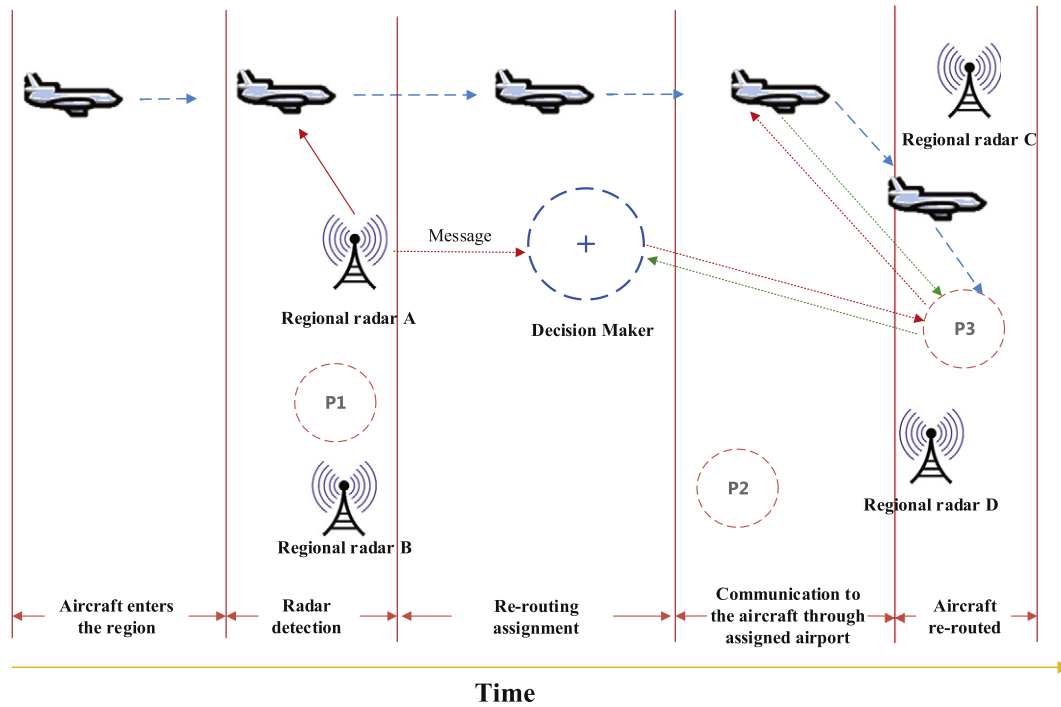 Regional radar C
Message
Regional radar A
Decision Maker
P3
P1
P2
Regional radar D
Regional radar B
Aircraft enters
the region
Radar
detection
Re-routing
assignment
Communication to
the aircraft through
assigned airport
Aircraft
re-routed
Time